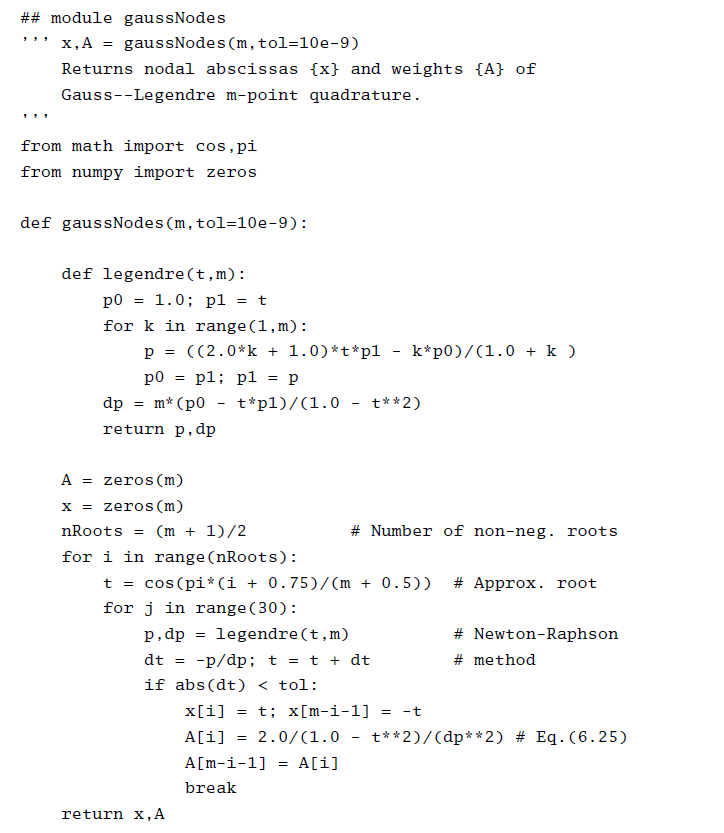 ## module gaussNodes
''' x,A = gaussNodes(m,tol=10e-9)
    Returns nodal abscissas {x} and weights {A} of
    Gauss--Legendre m-point quadrature.
'''
from math import cos,pi
from numpy import zeros

def gaussNodes(m,tol=10e-9):

    def legendre(t,m):
        p0 = 1.0; p1 = t
        for k in range(1,m):
            p = ((2.0*k + 1.0)*t*p1 - k*p0)/(1.0 + k )
            p0 = p1; p1 = p
        dp = m*(p0 - t*p1)/(1.0 - t**2)
        return p,dp

    A = zeros(m)
    x = zeros(m)
    nRoots = (m + 1)/2          # Number of non-neg. roots
    for i in range(nRoots):
        t = cos(pi*(i + 0.75)/(m + 0.5))  # Approx. root
        for j in range(30):
            p,dp = legendre(t,m)          # Newton-Raphson
            dt = -p/dp; t = t + dt        # method
            if abs(dt) < tol:
                x[i] = t; x[m-i-1] = -t
                A[i] = 2.0/(1.0 - t**2)/(dp**2) # Eq.(6.25)
                A[m-i-1] = A[i]
                break
    return x,A